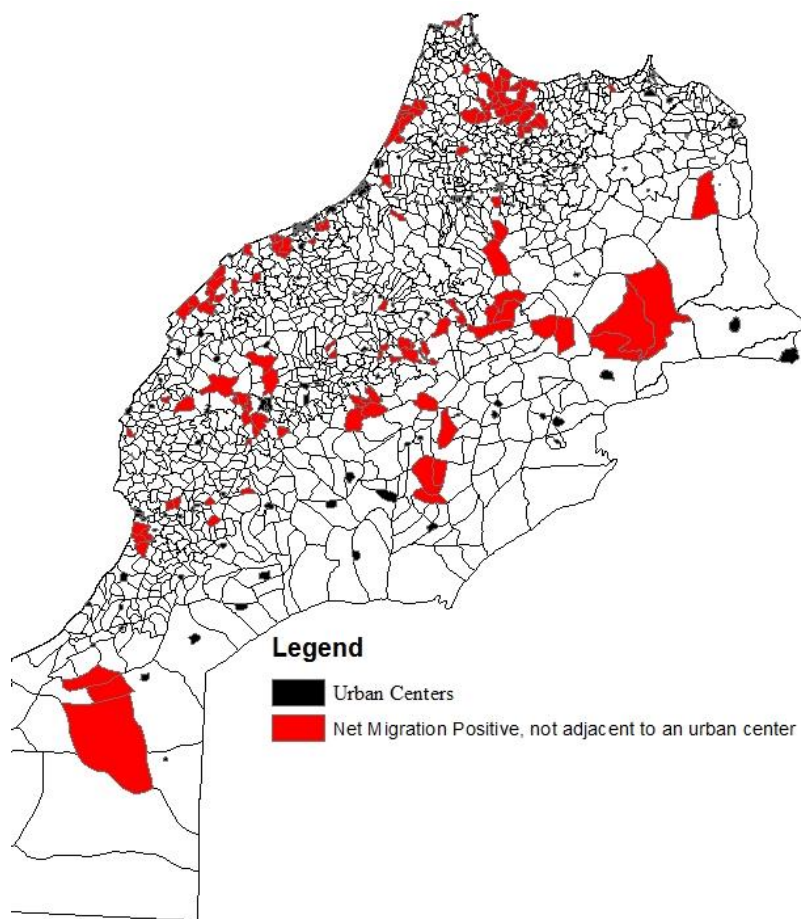 Legend
Urban Centers
Net Migration Positive, not adjacent to an urban center